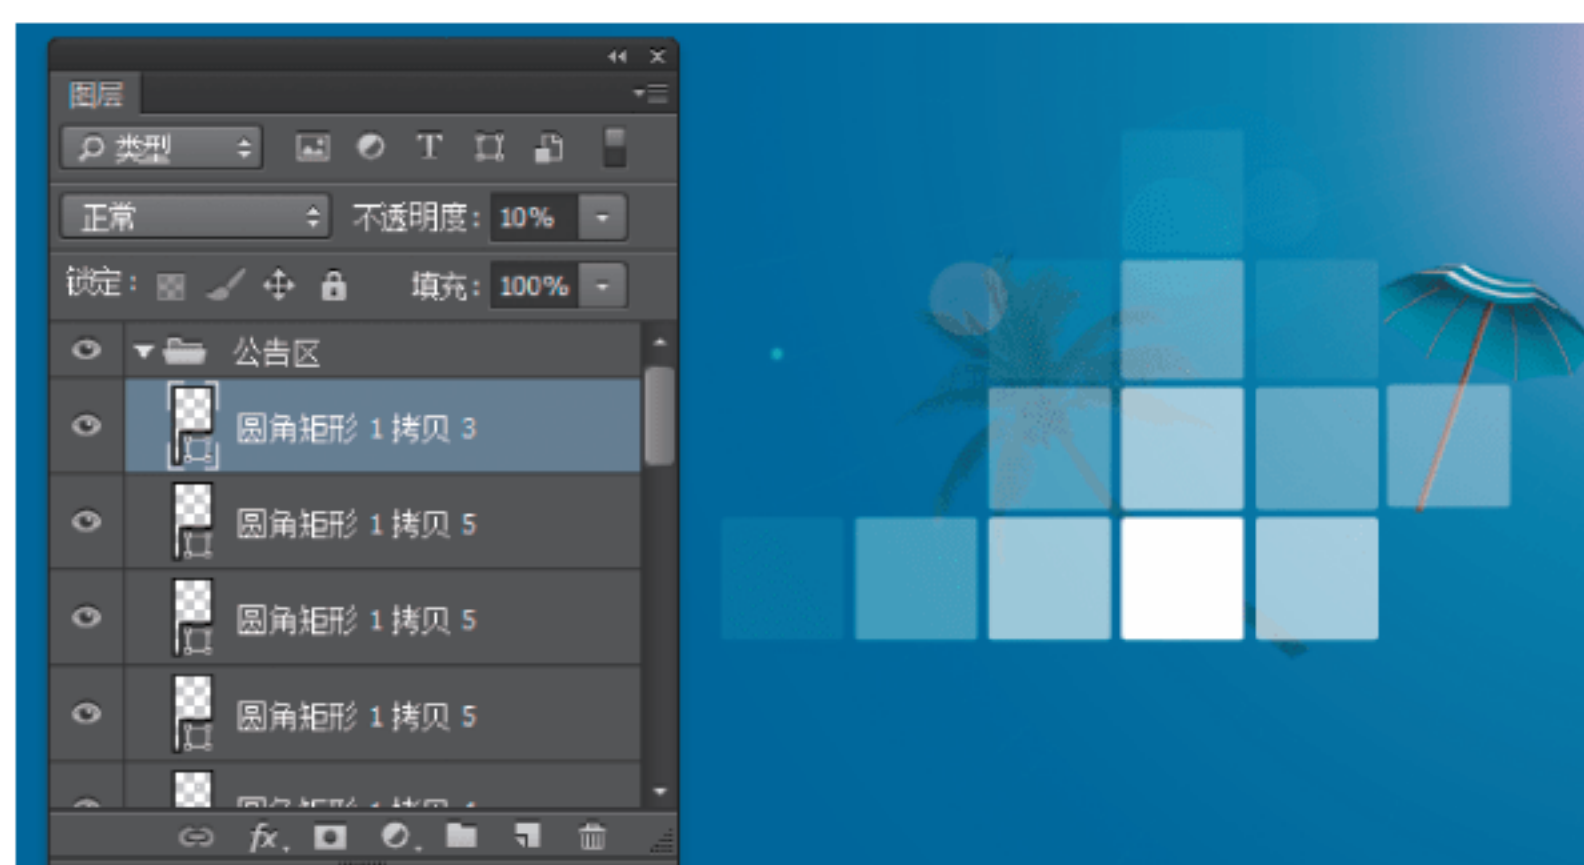 图层
类型
正常 不透明度: 10%
锁定: 填充: 100%
公告区
圆角矩形 1 拷贝 3
圆角矩形 1 拷贝 5
圆角矩形 1 拷贝 5
圆角矩形 1 拷贝 5
fx